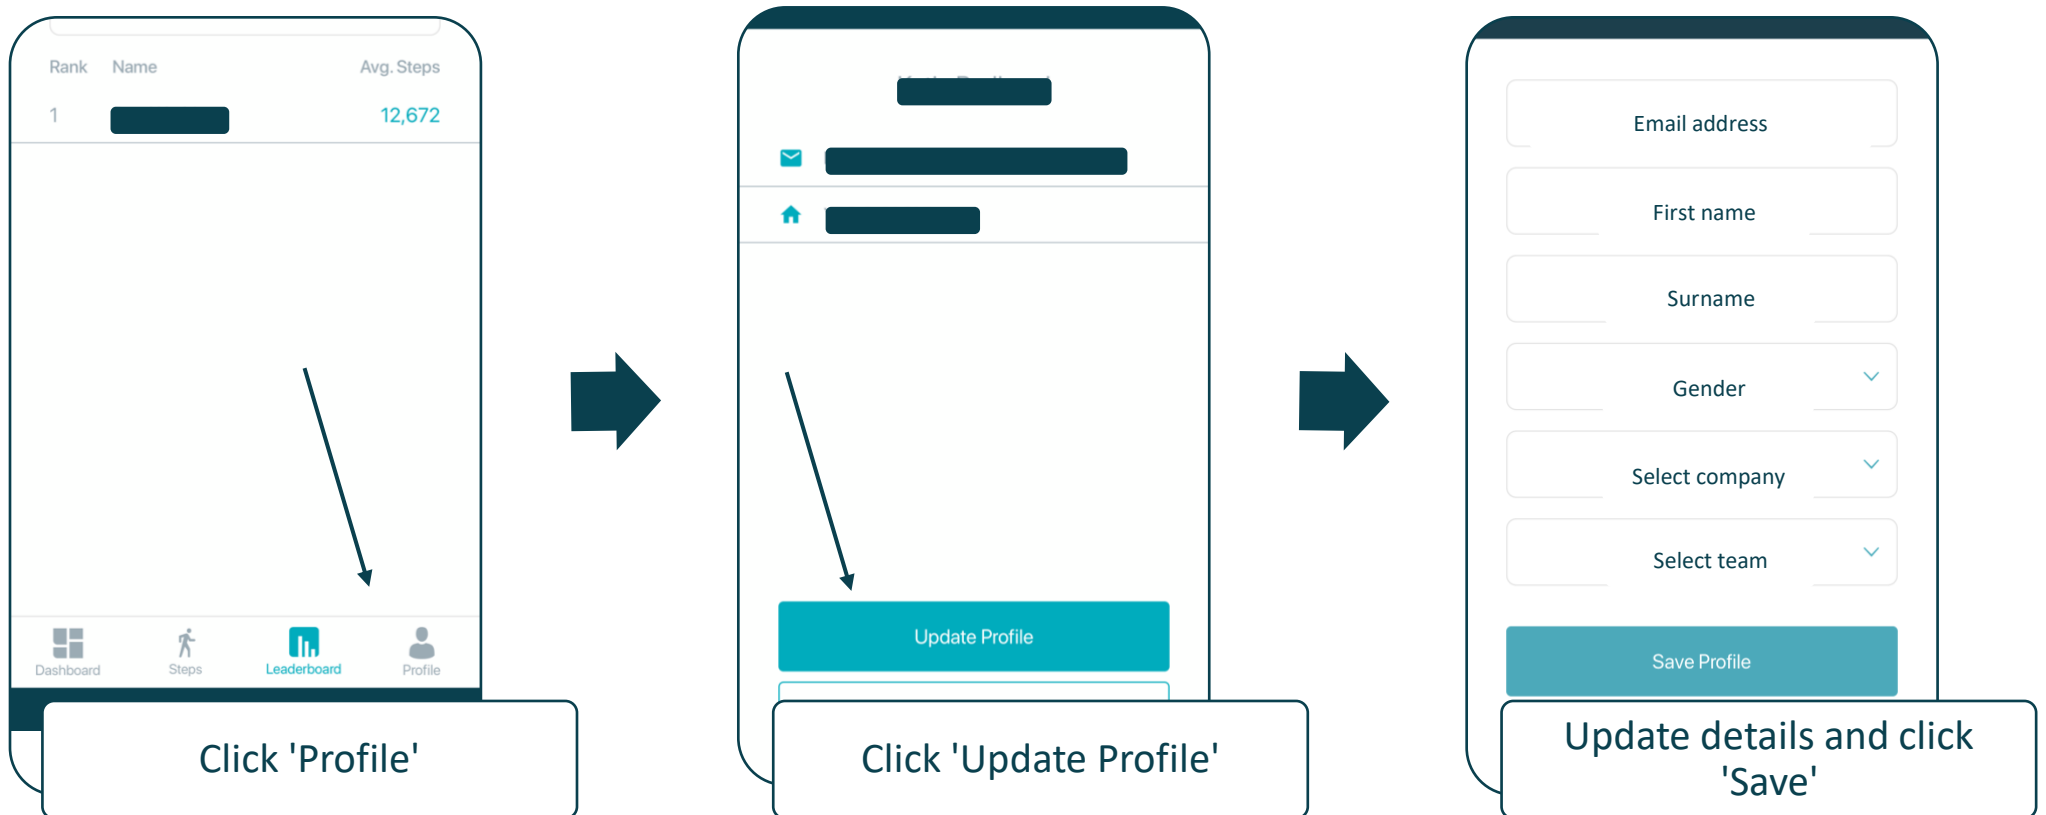 Rank Name Avg. Steps
1 12,672
Dashboard Steps Leaderboard Profile
Click 'Profile'
Update Profile
Click 'Update Profile'
Email address
First name
Surname
Gender
Select company
Select team
Save Profile
Update details and click
'Save'